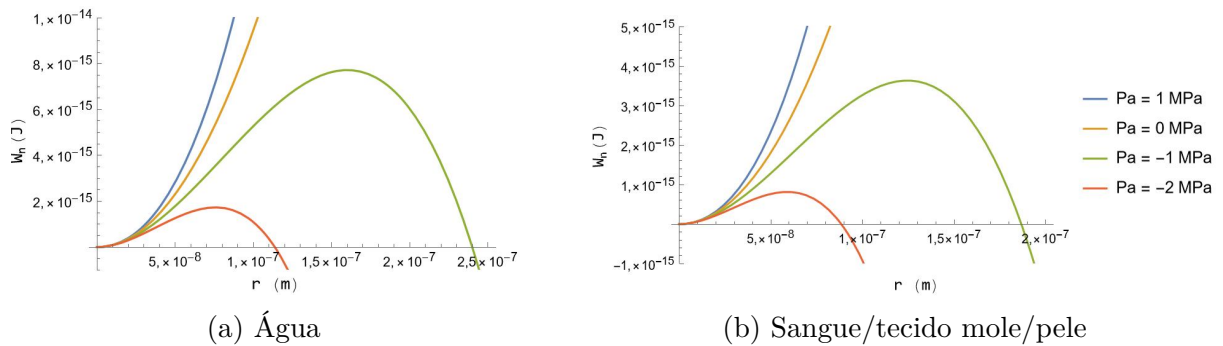 1, × 10⁻¹⁴
8, × 10⁻¹⁵
6, × 10⁻¹⁵
4, × 10⁻¹⁵
2, × 10⁻¹⁵
Wₙ (J)
5, × 10⁻⁸ 1, × 10⁻⁷ 1,5 × 10⁻⁷ 2, × 10⁻⁷ 2,5 × 10⁻⁷
r (m)
(a) Água
5, × 10⁻¹⁵
4, × 10⁻¹⁵
3, × 10⁻¹⁵
2, × 10⁻¹⁵
1, × 10⁻¹⁵
−1, × 10⁻¹⁵
Wₙ (J)
5, × 10⁻⁸ 1, × 10⁻⁷ 1,5 × 10⁻⁷ 2, × 10⁻⁷
r (m)
(b) Sangue/tecido mole/pele
Pa = 1 MPa
Pa = 0 MPa
Pa = −1 MPa
Pa = −2 MPa